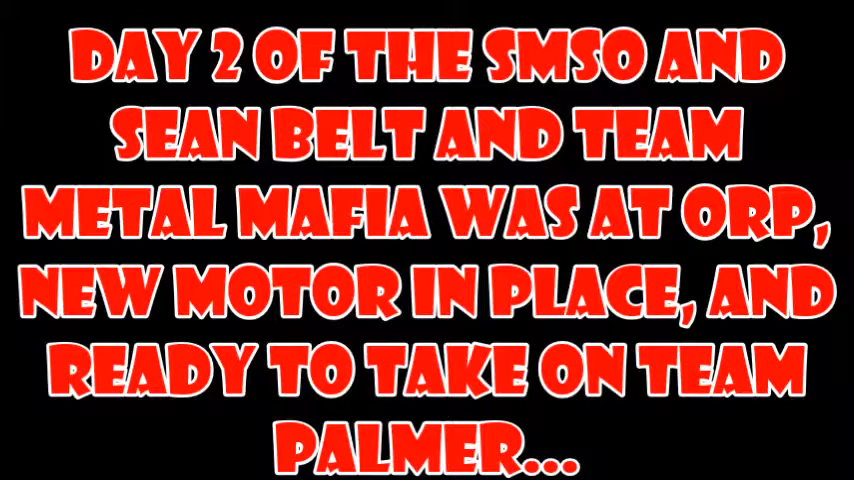 DAY 2 OF THE SMSO AND
SEAN BELT AND TEAM
METAL MAFIA WAS AT ORP,
NEW MOTOR IN PLACE, AND
READY TO TAKE ON TEAM
PALMER...